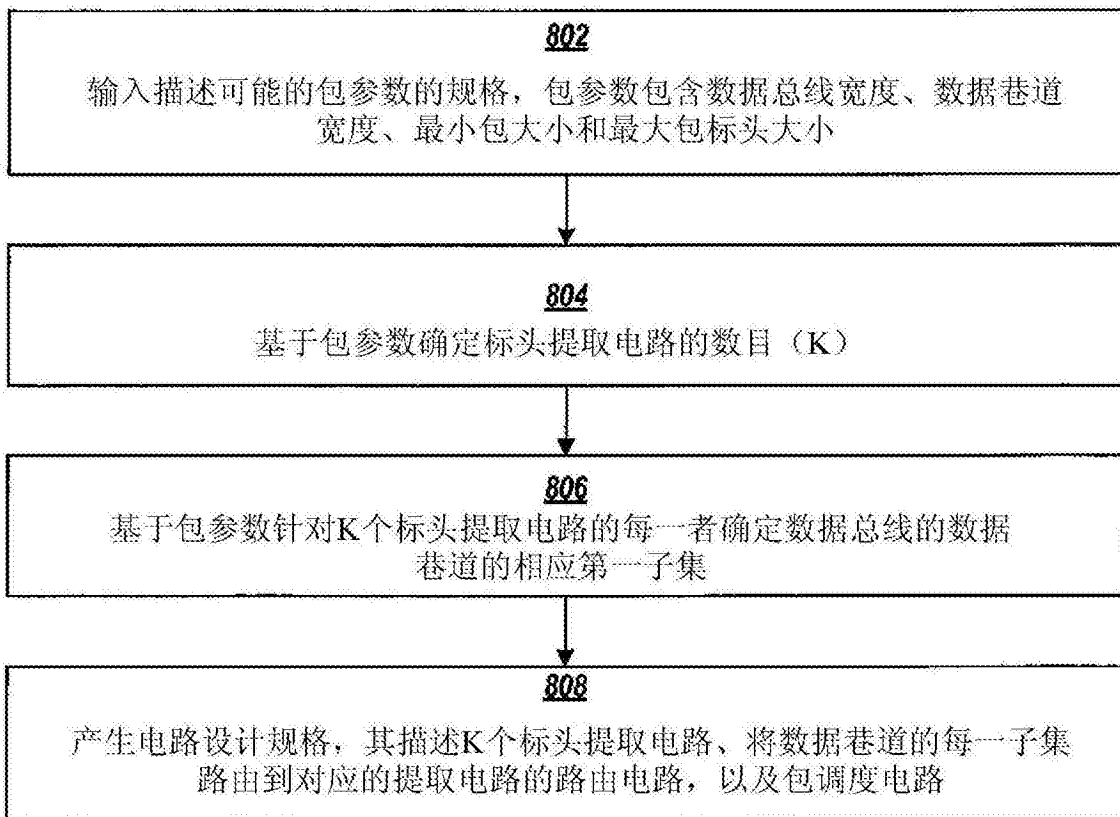 802
输入描述可能的包参数的规格，包参数包含数据总线宽度、数据巷道
宽度、最小包大小和最大包标头大小
804
基于包参数确定标头提取电路的数目（K）
806
基于包参数针对K个标头提取电路的每一者确定数据总线的数据
巷道的相应第一子集
808
产生电路设计规格，其描述K个标头提取电路、将数据巷道的每一子集
路由到对应的提取电路的路由电路，以及包调度电路